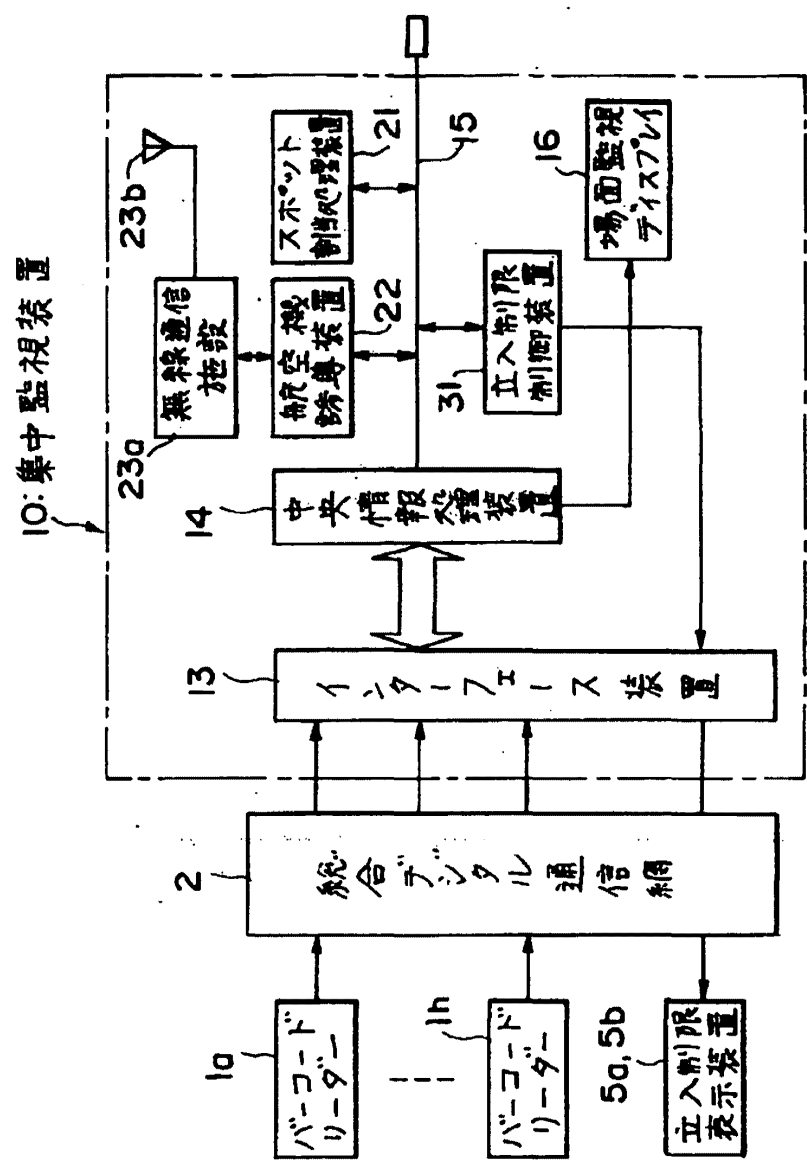 10:集中監視装置
1a
バーコード
リーダー
1h
バーコード
リーダー
5a,5b
立入制限
表示装置
2
総合デジタル通信網
13
インターフェース装置
14
中央情報処理装置
23a
無線通信
施設
23b
22
航空機
誘導装置
21
スポット
割当処理装置
15
31
立入制限
制御装置
16
場面監視
ディスプレイ